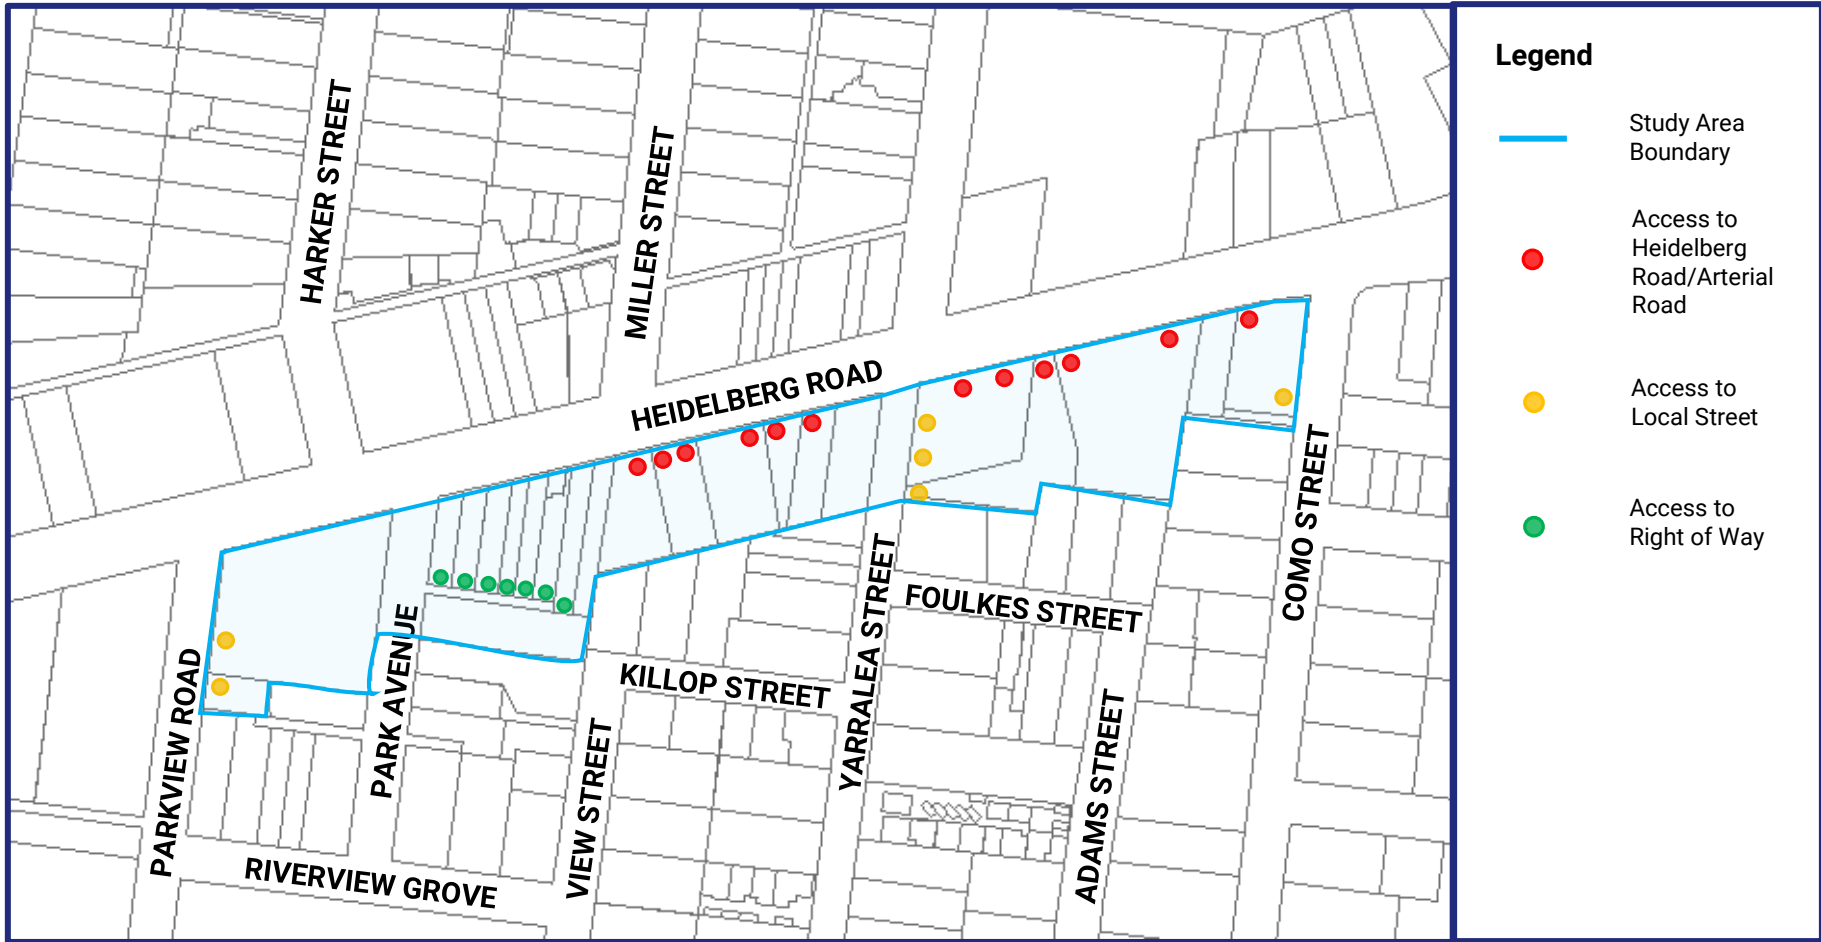 HARKER STREET
MILLER STREET
HEIDELBERG ROAD
PARKVIEW ROAD
PARK AVENUE
VIEW STREET
KILLOP STREET
YARRALEA STREET
FOULKES STREET
ADAMS STREET
COMO STREET
RIVERVIEW GROVE
Legend
Study Area
Boundary
Access to
Heidelberg
Road/Arterial
Road
Access to
Local Street
Access to
Right of Way